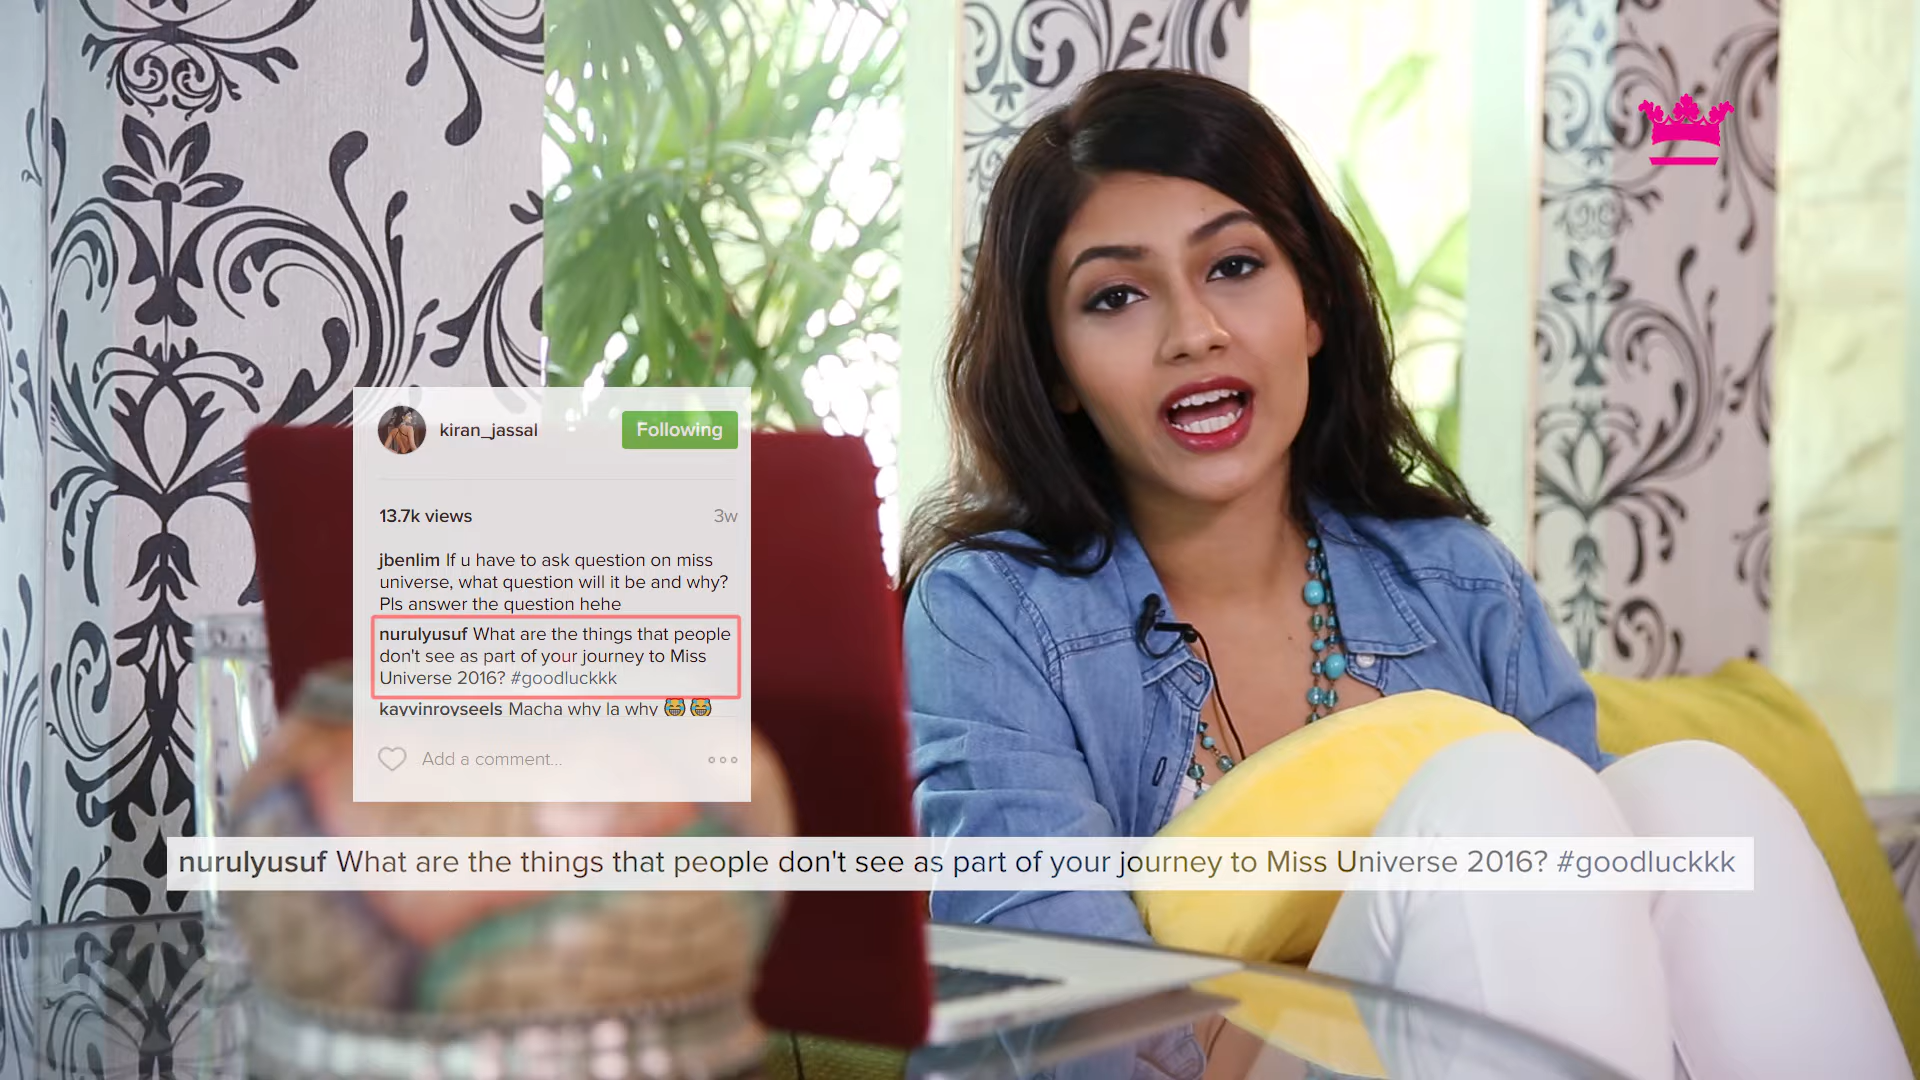 kiran_jassal
Following
13.7k views
3w
jbenlim If u have to ask question on miss
universe, what question will it be and why?
Pls answer the question hehe
nurulyusuf What are the things that people
don't see as part of your journey to Miss
Universe 2016? #goodluckkk
kayvinroyseels Macha why la why 😹😹
Add a comment...
nurulyusuf What are the things that people don't see as part of your journey to Miss Universe 2016? #goodluckkk